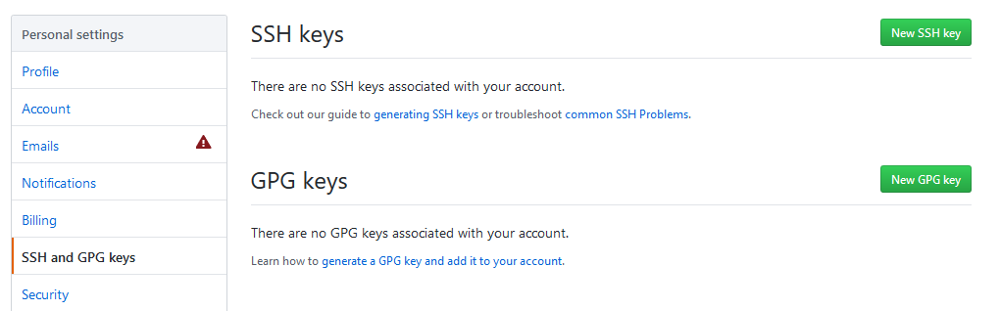 Personal settings
Profile
Account
Emails
Notifications
Billing
SSH and GPG keys
Security
SSH keys
New SSH key
There are no SSH keys associated with your account.
Check out our guide to generating SSH keys or troubleshoot common SSH Problems.
GPG keys
New GPG key
There are no GPG keys associated with your account.
Learn how to generate a GPG key and add it to your account.